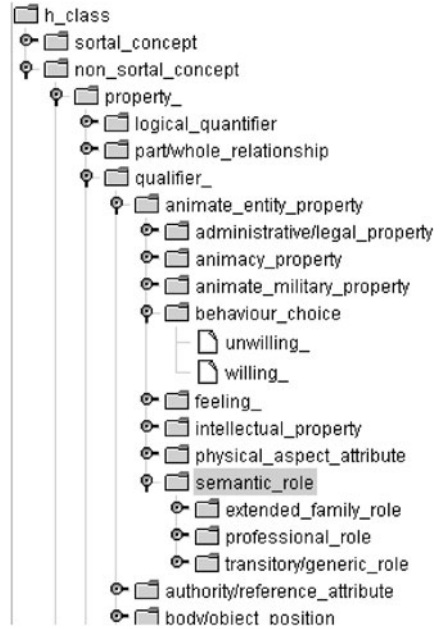 h_class
sortal_concept
non_sortal_concept
property_
logical_quantifier
part/whole_relationship
qualifier_
animate_entity_property
administrative/legal_property
animacy_property
animate_military_property
behaviour_choice
unwilling_
willing_
feeling_
intellectual_property
physical_aspect_attribute
semantic_role
extended_family_role
professional_role
transitory/generic_role
authority/reference_attribute
body/object_position